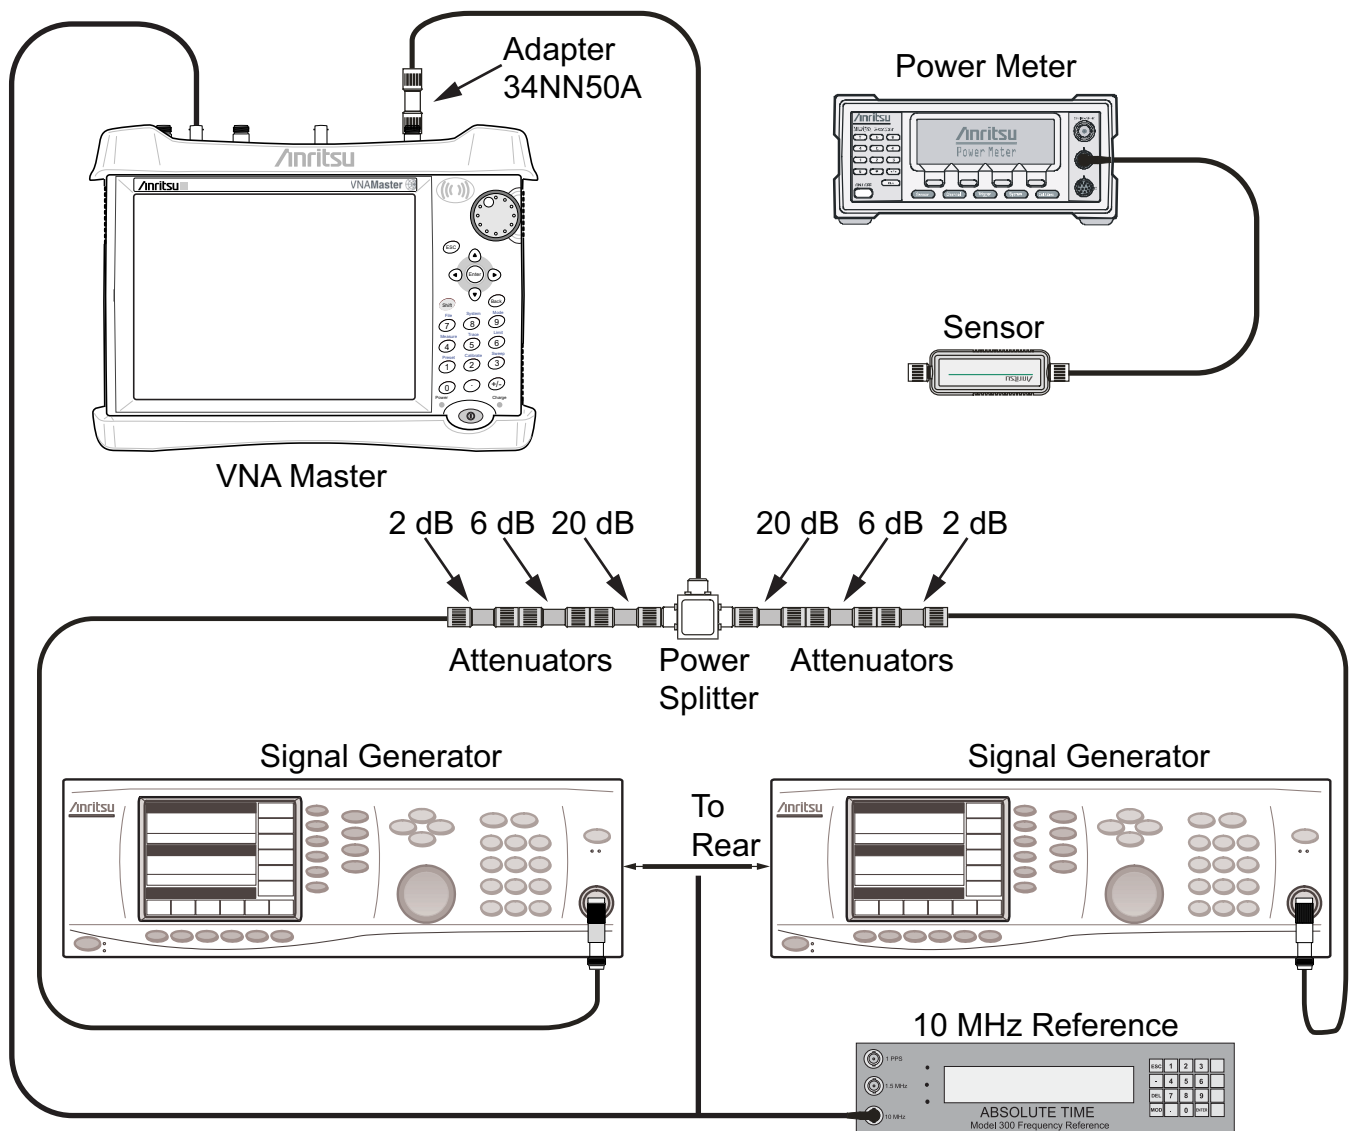 Adapter
34NN50A
Power Meter
Anritsu
Anritsu
Power Meter
Anritsu
Anritsu
VNAMaster
ESC
Enter
Shift
Back
File
System
Mode
7
8
9
Measure
Trace
Limit
4
5
6
Preset
Calibrate
Sweep
1
2
3
0
.
+/-
Power
Charge
Sensor
Anritsu
VNA Master
2 dB 6 dB 20 dB
20 dB 6 dB 2 dB
Attenuators
Power
Splitter
Attenuators
Signal Generator
Signal Generator
Anritsu
To
Rear
Anritsu
10 MHz Reference
1 PPS
1.5 MHz
10 MHz
ABSOLUTE TIME
Model 300 Frequency Reference
ESC 1 2 3
- 4 5 6
DEL 7 8 9
MOD . 0 ENTER